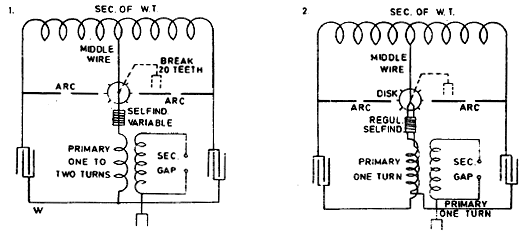 1.
SEC. OF W.T.
MIDDLE
WIRE
BREAK
20 TEETH
ARC
ARC
SELFIND.
VARIABLE
PRIMARY
ONE TO
TWO TURNS
SEC.
GAP
W
2.
SEC. OF W.T.
MIDDLE
WIRE
DISK
ARC
ARC
REGUL.
SELFIND.
PRIMARY
ONE TURN
SEC.
GAP
PRIMARY
ONE TURN